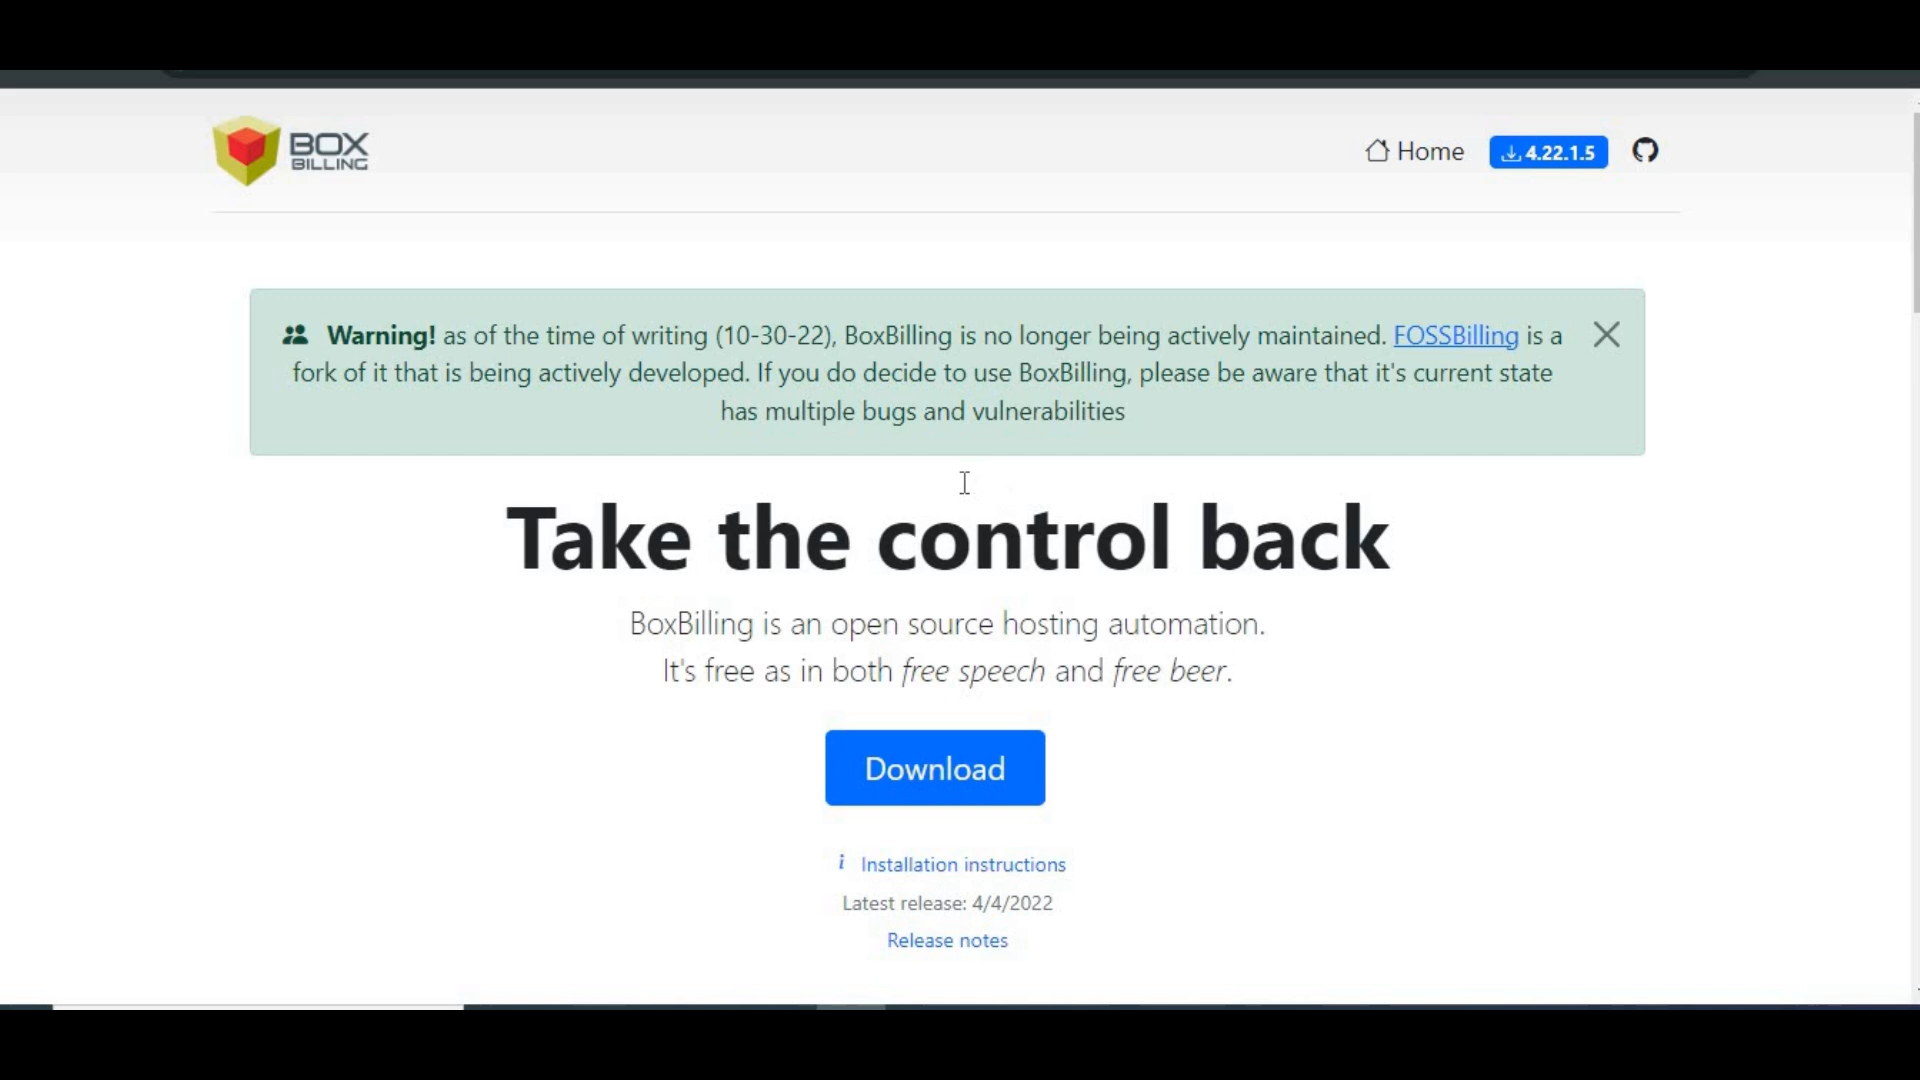 BOX
BILLING
Home
4.22.1.5
Warning! as of the time of writing (10-30-22), BoxBilling is no longer being actively maintained. FOSSBilling is a
fork of it that is being actively developed. If you do decide to use BoxBilling, please be aware that it's current state
has multiple bugs and vulnerabilities
Take the control back
BoxBilling is an open source hosting automation.
It's free as in both free speech and free beer.
Download
i Installation instructions
Latest release: 4/4/2022
Release notes